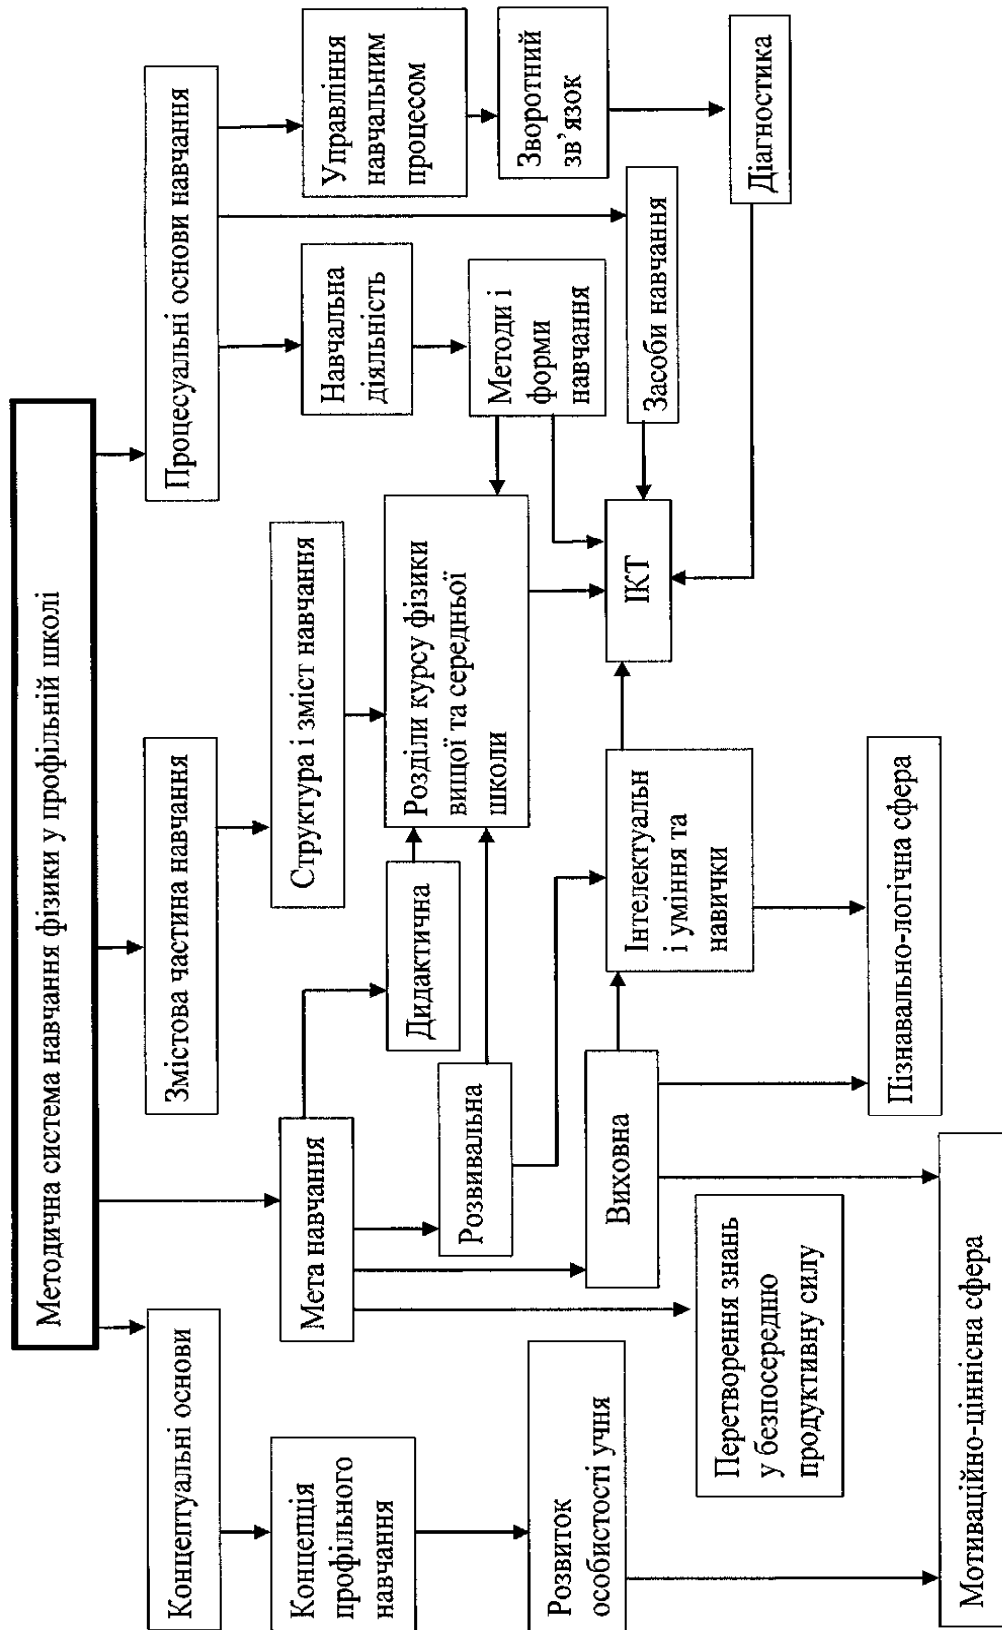 Методична система навчання фізики у профільній школі
Концептуальні основи
Змістова частина навчання
Процесуальні основи навчання
Концепція
профільного
навчання
Мета навчання
Структура і зміст навчання
Навчальна
діяльність
Управління
навчальним
процесом
Дидактична
Розвивальна
Розділи курсу фізики
вищої та середньої
школи
Методи і
форми
навчання
Зворотний
зв’язок
Розвиток
особистості учня
Виховна
Інтелектуальн
і уміння та
навички
ІКТ
Засоби навчання
Перетворення знань
у безпосередню
продуктивну силу
Діагностика
Пізнавально-логічна сфера
Мотиваційно-ціннісна сфера